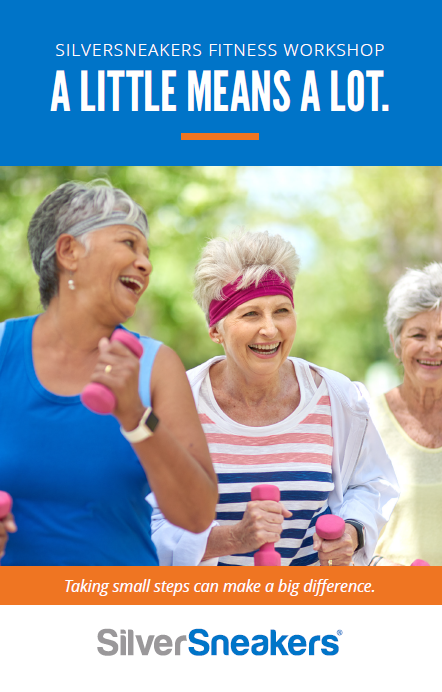 SILVERSNEAKERS FITNESS WORKSHOP
A LITTLE MEANS A LOT.
Taking small steps can make a big difference.
SilverSneakers®